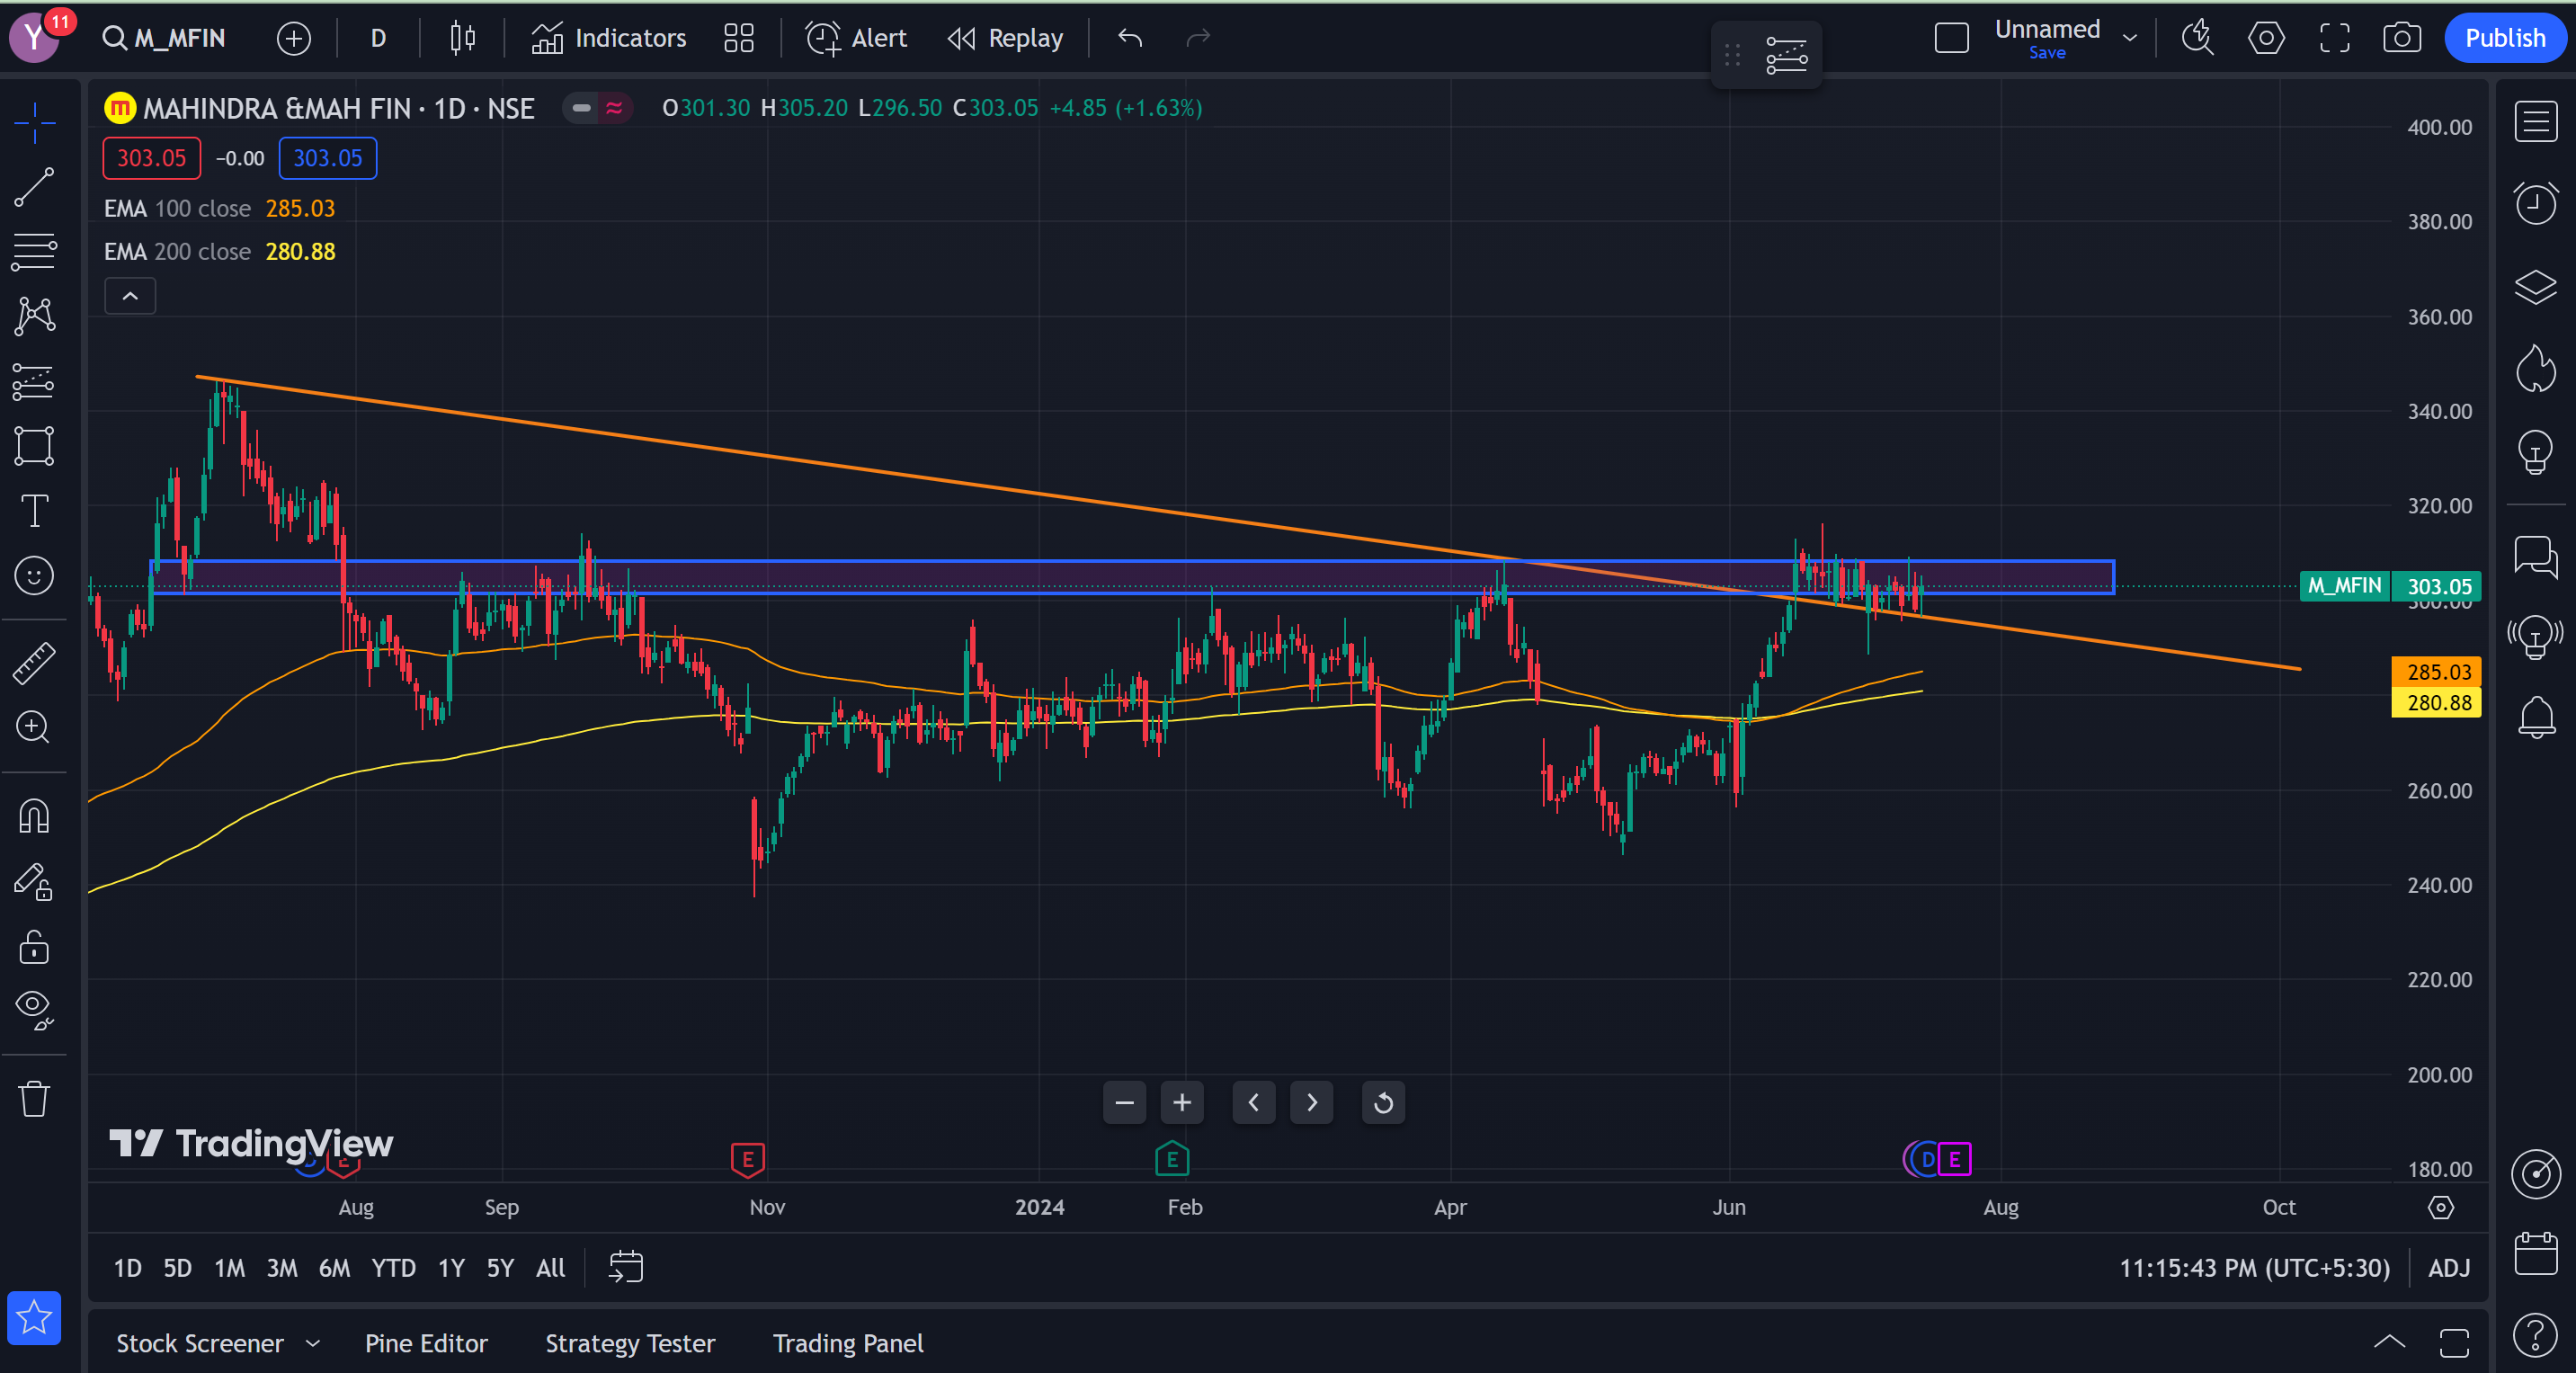 Y 11 M_MFIN D Indicators Alert Replay Unnamed Save Publish
m MAHINDRA &MAH FIN · 1D · NSE O301.30 H305.20 L296.50 C303.05 +4.85 (+1.63%)
303.05 −0.00 303.05
EMA 100 close 285.03
EMA 200 close 280.88
400.00
380.00
360.00
340.00
320.00
M_MFIN 303.05
300.00
285.03
280.88
260.00
240.00
220.00
200.00
180.00
TradingView
D E E E D E
Aug Sep Nov 2024 Feb Apr Jun Aug Oct
1D 5D 1M 3M 6M YTD 1Y 5Y All 11:15:43 PM (UTC+5:30) ADJ
Stock Screener Pine Editor Strategy Tester Trading Panel